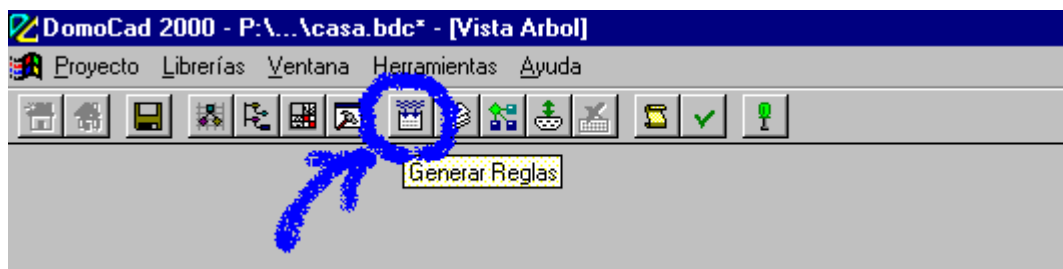 DomoCad 2000 - P:\...\casa.bdc* - [Vista Arbol]
Proyecto Librerías Ventana Herramientas Ayuda
Generar Reglas